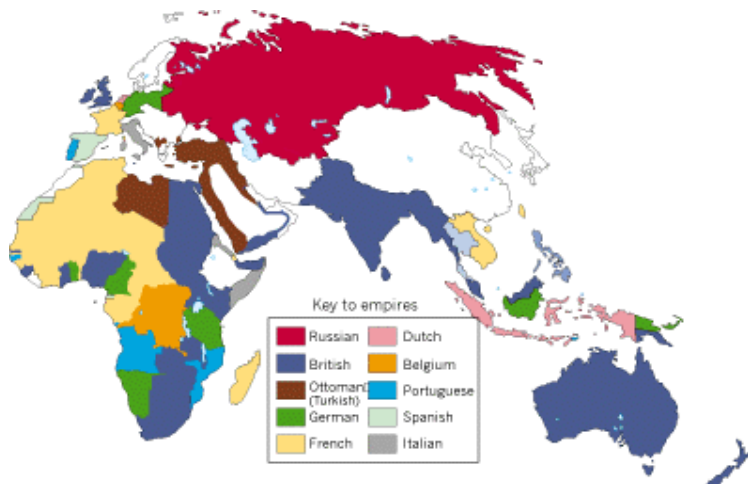 Key to empires
Russian
Dutch
British
Belgium
Ottoman
(Turkish)
Portuguese
German
Spanish
French
Italian